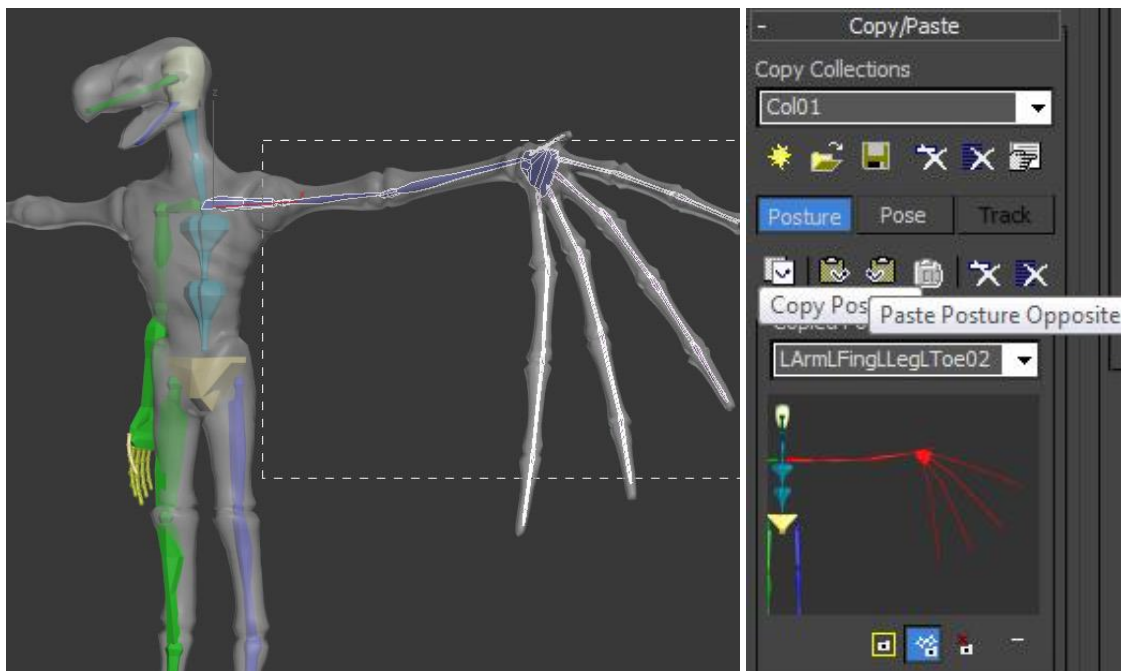 z
x
- Copy/Paste
Copy Collections
Col01
Posture Pose Track
Copy Pos
Paste Posture Opposite
LArmLFingLLegLToe02